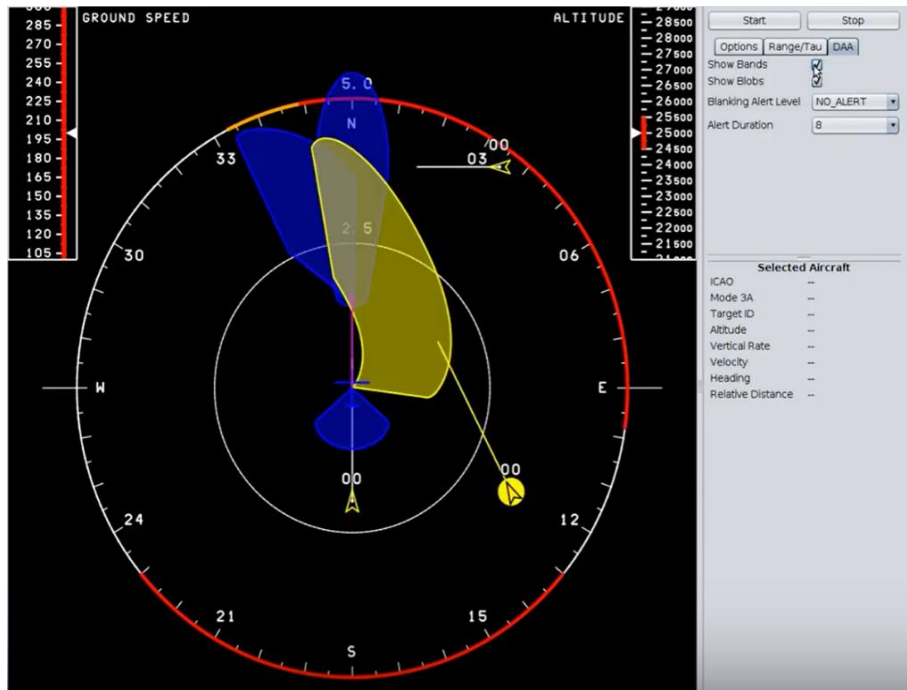 GROUND SPEED
285
270
255
240
225
210
195
180
165
150
135
120
105
ALTITUDE
28500
28000
27500
27000
26500
26000
25500
25000
24500
24000
23500
23000
22500
22000
21500
5.0
N
33
03
00
2.5
30
06
W
E
00
00
24
12
21
15
S
Start
Stop
Options
Range/Tau
DAA
Show Bands
Show Blobs
Blanking Alert Level
NO_ALERT
Alert Duration
8
Selected Aircraft
ICAO --
Mode 3A --
Target ID --
Altitude --
Vertical Rate --
Velocity --
Heading --
Relative Distance --